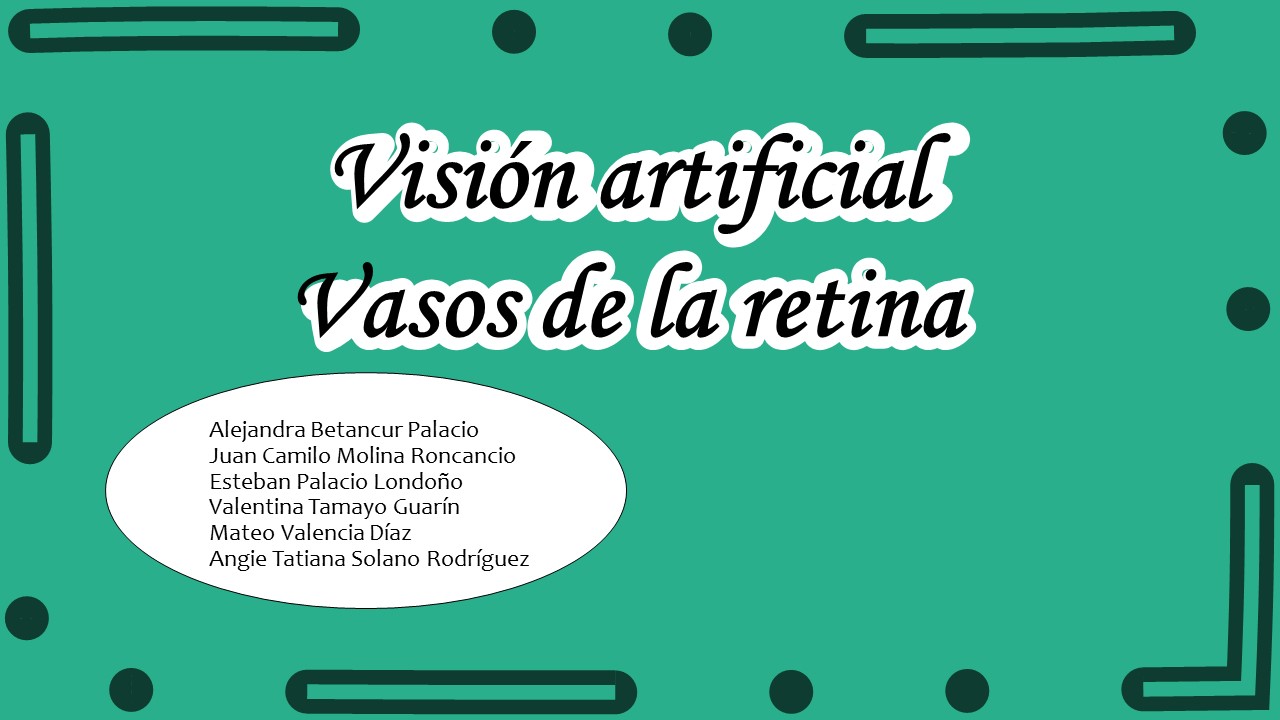 Visión artificial
Vasos de la retina
Alejandra Betancur Palacio
Juan Camilo Molina Roncancio
Esteban Palacio Londoño
Valentina Tamayo Guarín
Mateo Valencia Díaz
Angie Tatiana Solano Rodríguez